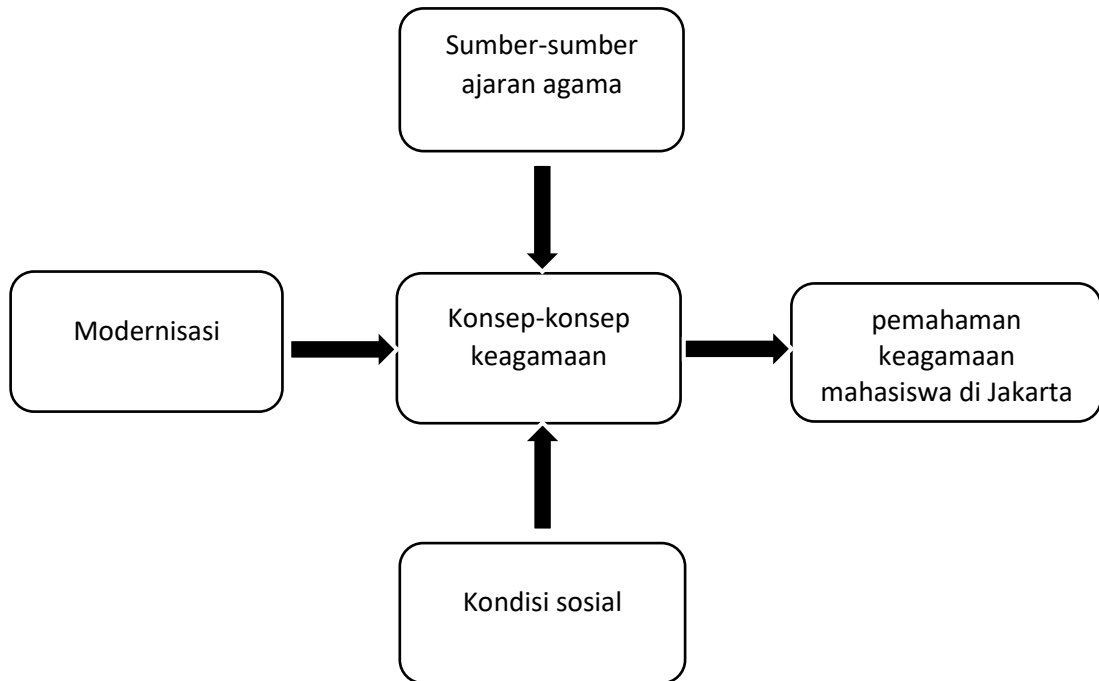 Sumber-sumber
ajaran agama
Modernisasi
Konsep-konsep
keagamaan
pemahaman
keagamaan
mahasiswa di Jakarta
Kondisi sosial